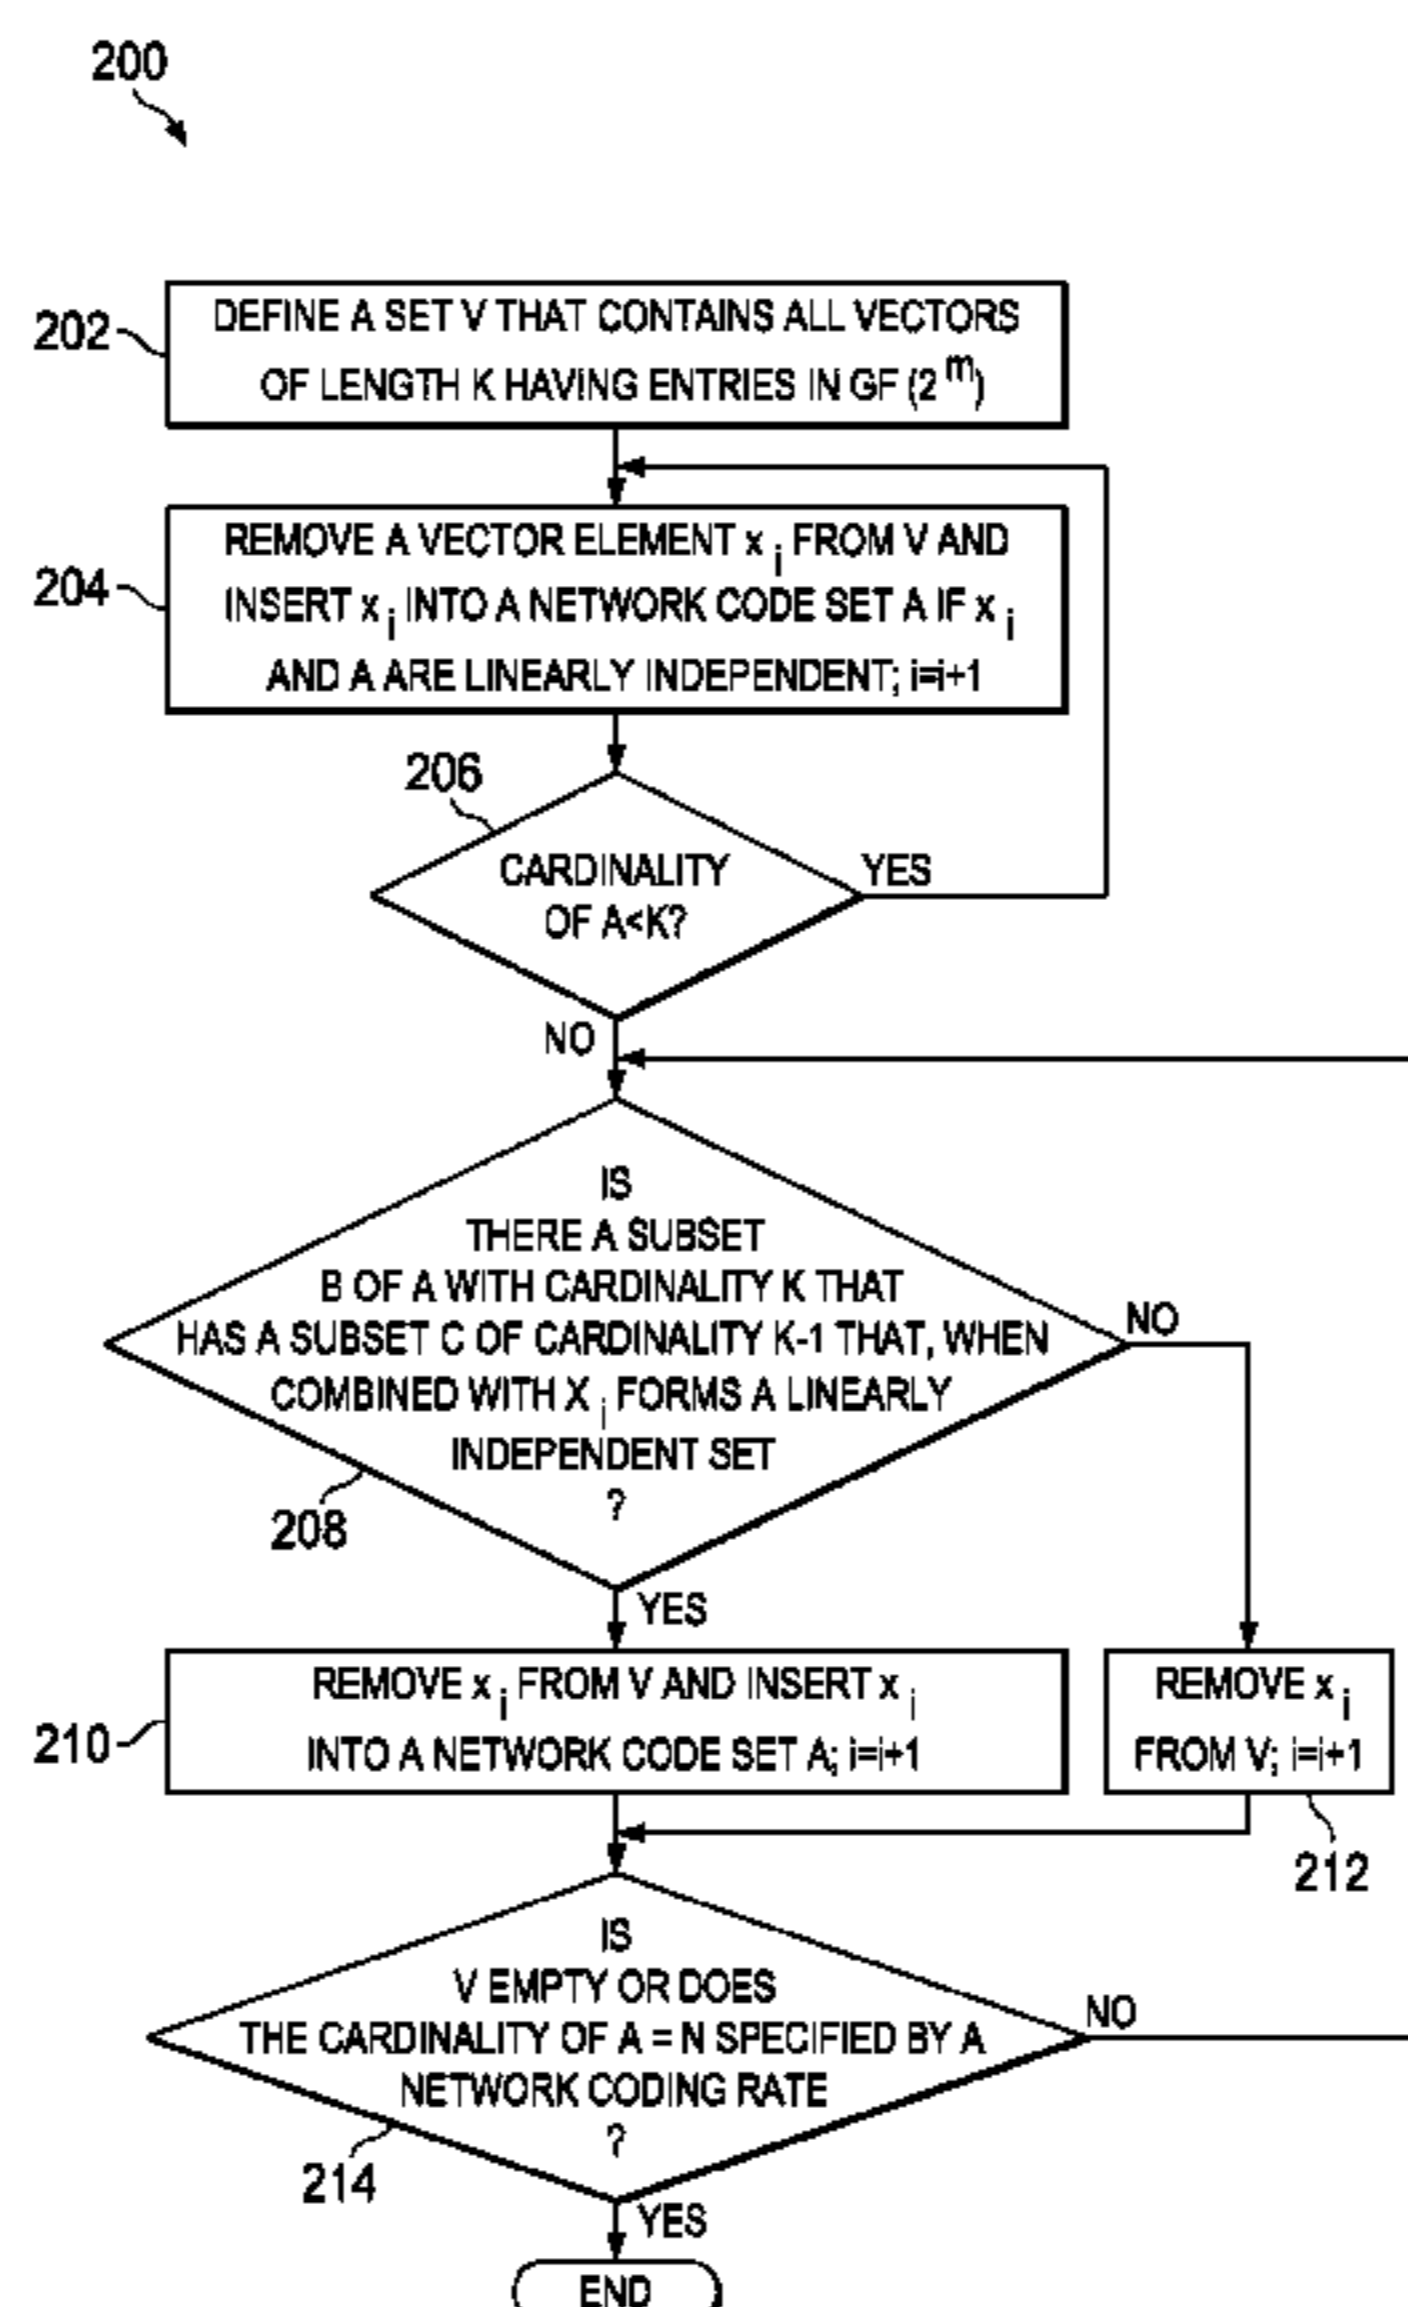 200
202
DEFINE A SET V THAT CONTAINS ALL VECTORS
OF LENGTH K HAVING ENTRIES IN GF (2^m)
204
REMOVE A VECTOR ELEMENT x_i FROM V AND
INSERT x_i INTO A NETWORK CODE SET A IF x_i
AND A ARE LINEARLY INDEPENDENT; i=i+1
206
CARDINALITY
OF A<K?
YES
NO
IS
THERE A SUBSET
B OF A WITH CARDINALITY K THAT
HAS A SUBSET C OF CARDINALITY K-1 THAT, WHEN
COMBINED WITH X_i FORMS A LINEARLY
INDEPENDENT SET
?
NO
208
YES
210
REMOVE x_i FROM V AND INSERT x_i
INTO A NETWORK CODE SET A; i=i+1
REMOVE x_i
FROM V; i=i+1
212
IS
V EMPTY OR DOES
THE CARDINALITY OF A = N SPECIFIED BY A
NETWORK CODING RATE
?
NO
214
YES
END